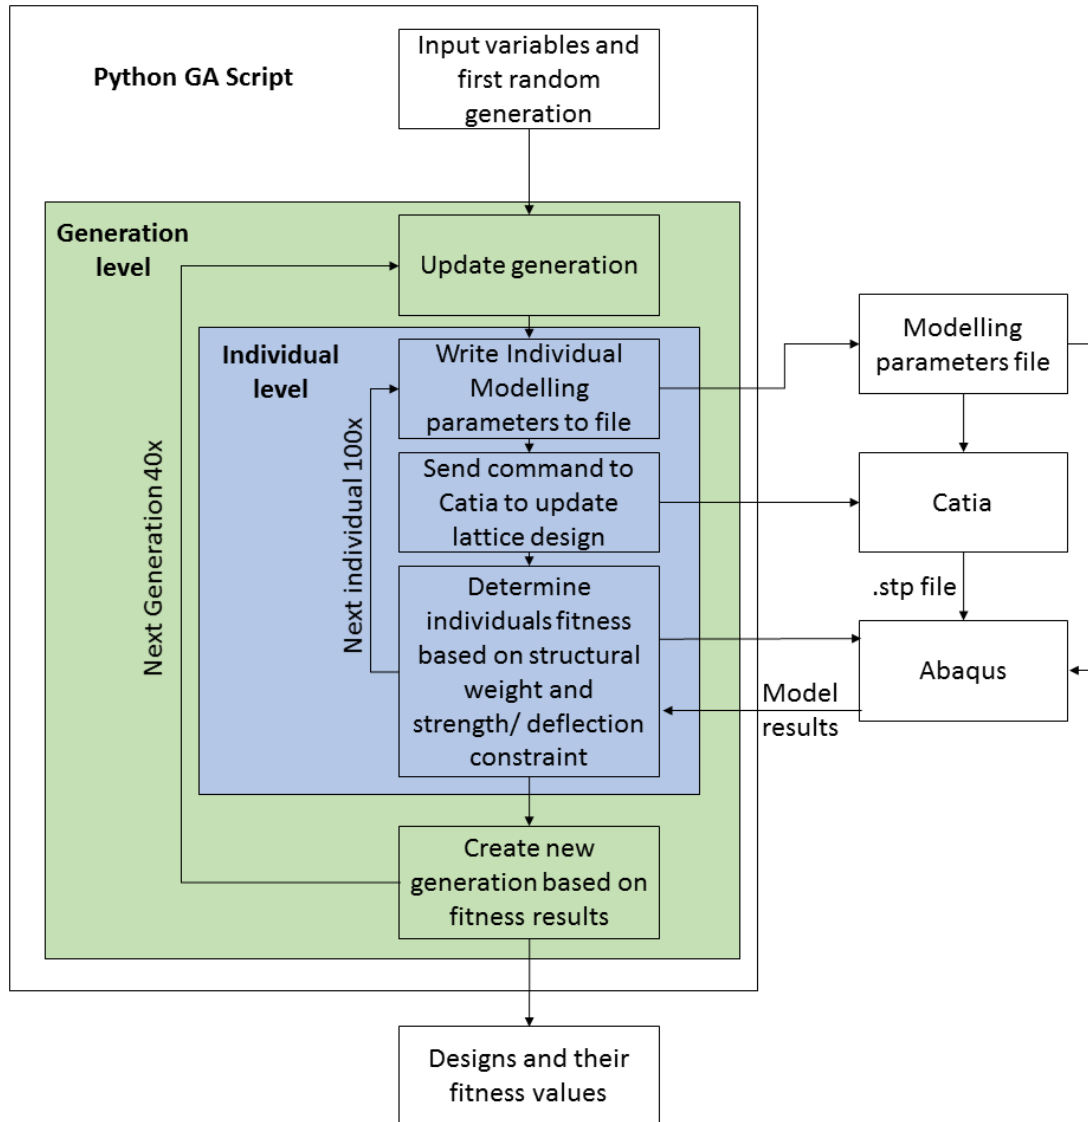 Python GA Script
Input variables and
first random
generation
Generation
level
Update generation
Individual
level
Write Individual
Modelling
parameters to file
Modelling
parameters file
Next Generation 40x
Next individual 100x
Send command to
Catia to update
lattice design
Catia
.stp file
Determine
individuals fitness
based on structural
weight and
strength/ deflection
constraint
Abaqus
Model
results
Create new
generation based on
fitness results
Designs and their
fitness values